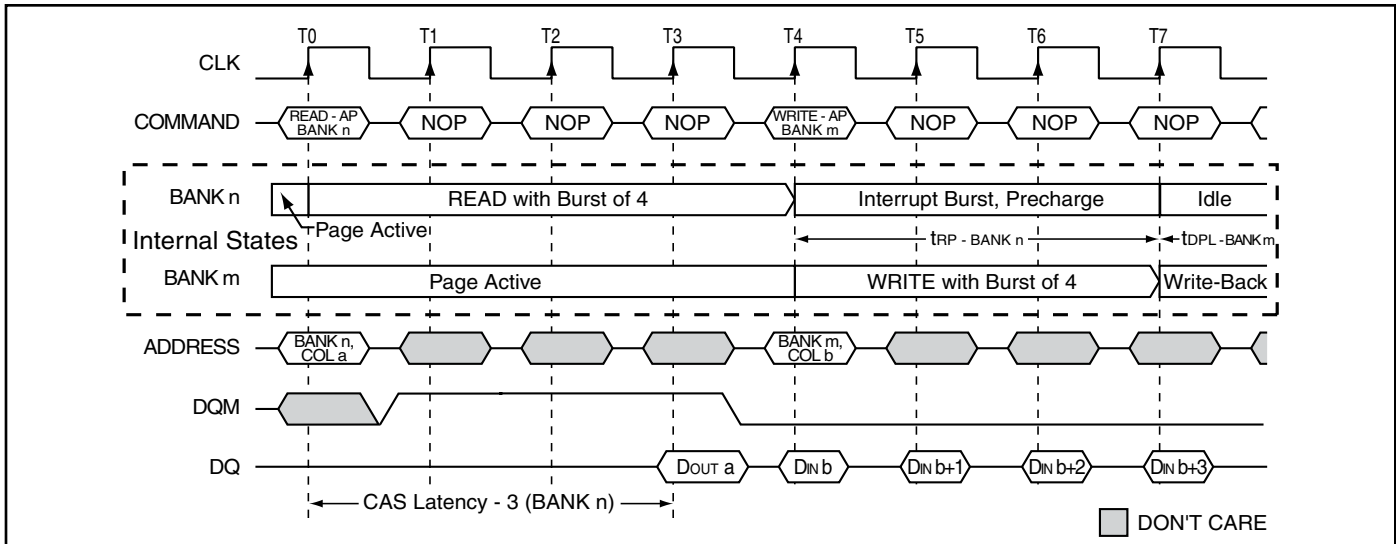 T0 T1 T2 T3 T4 T5 T6 T7
CLK
COMMAND READ - AP BANK n NOP NOP NOP WRITE - AP BANK m NOP NOP NOP
BANK n READ with Burst of 4 Interrupt Burst, Precharge Idle
Page Active
Internal States
tRP - BANK n tDPL - BANK m
BANK m Page Active WRITE with Burst of 4 Write-Back
ADDRESS BANK n, COL a BANK m, COL b
DQM
DQ DOUT a DIN b DIN b+1 DIN b+2 DIN b+3
CAS Latency - 3 (BANK n)
DON'T CARE